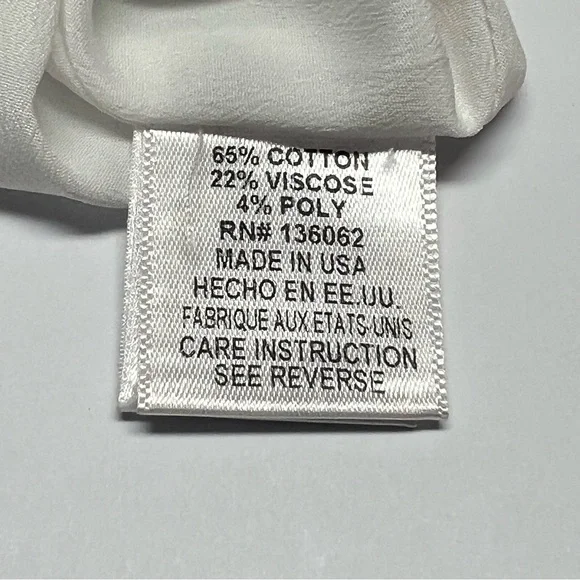 65% COTTON
22% VISCOSE
4% POLY
RN# 136062
MADE IN USA
HECHO EN EE.UU.
FABRIQUE AUX ETATS-UNIS
CARE INSTRUCTION
SEE REVERSE